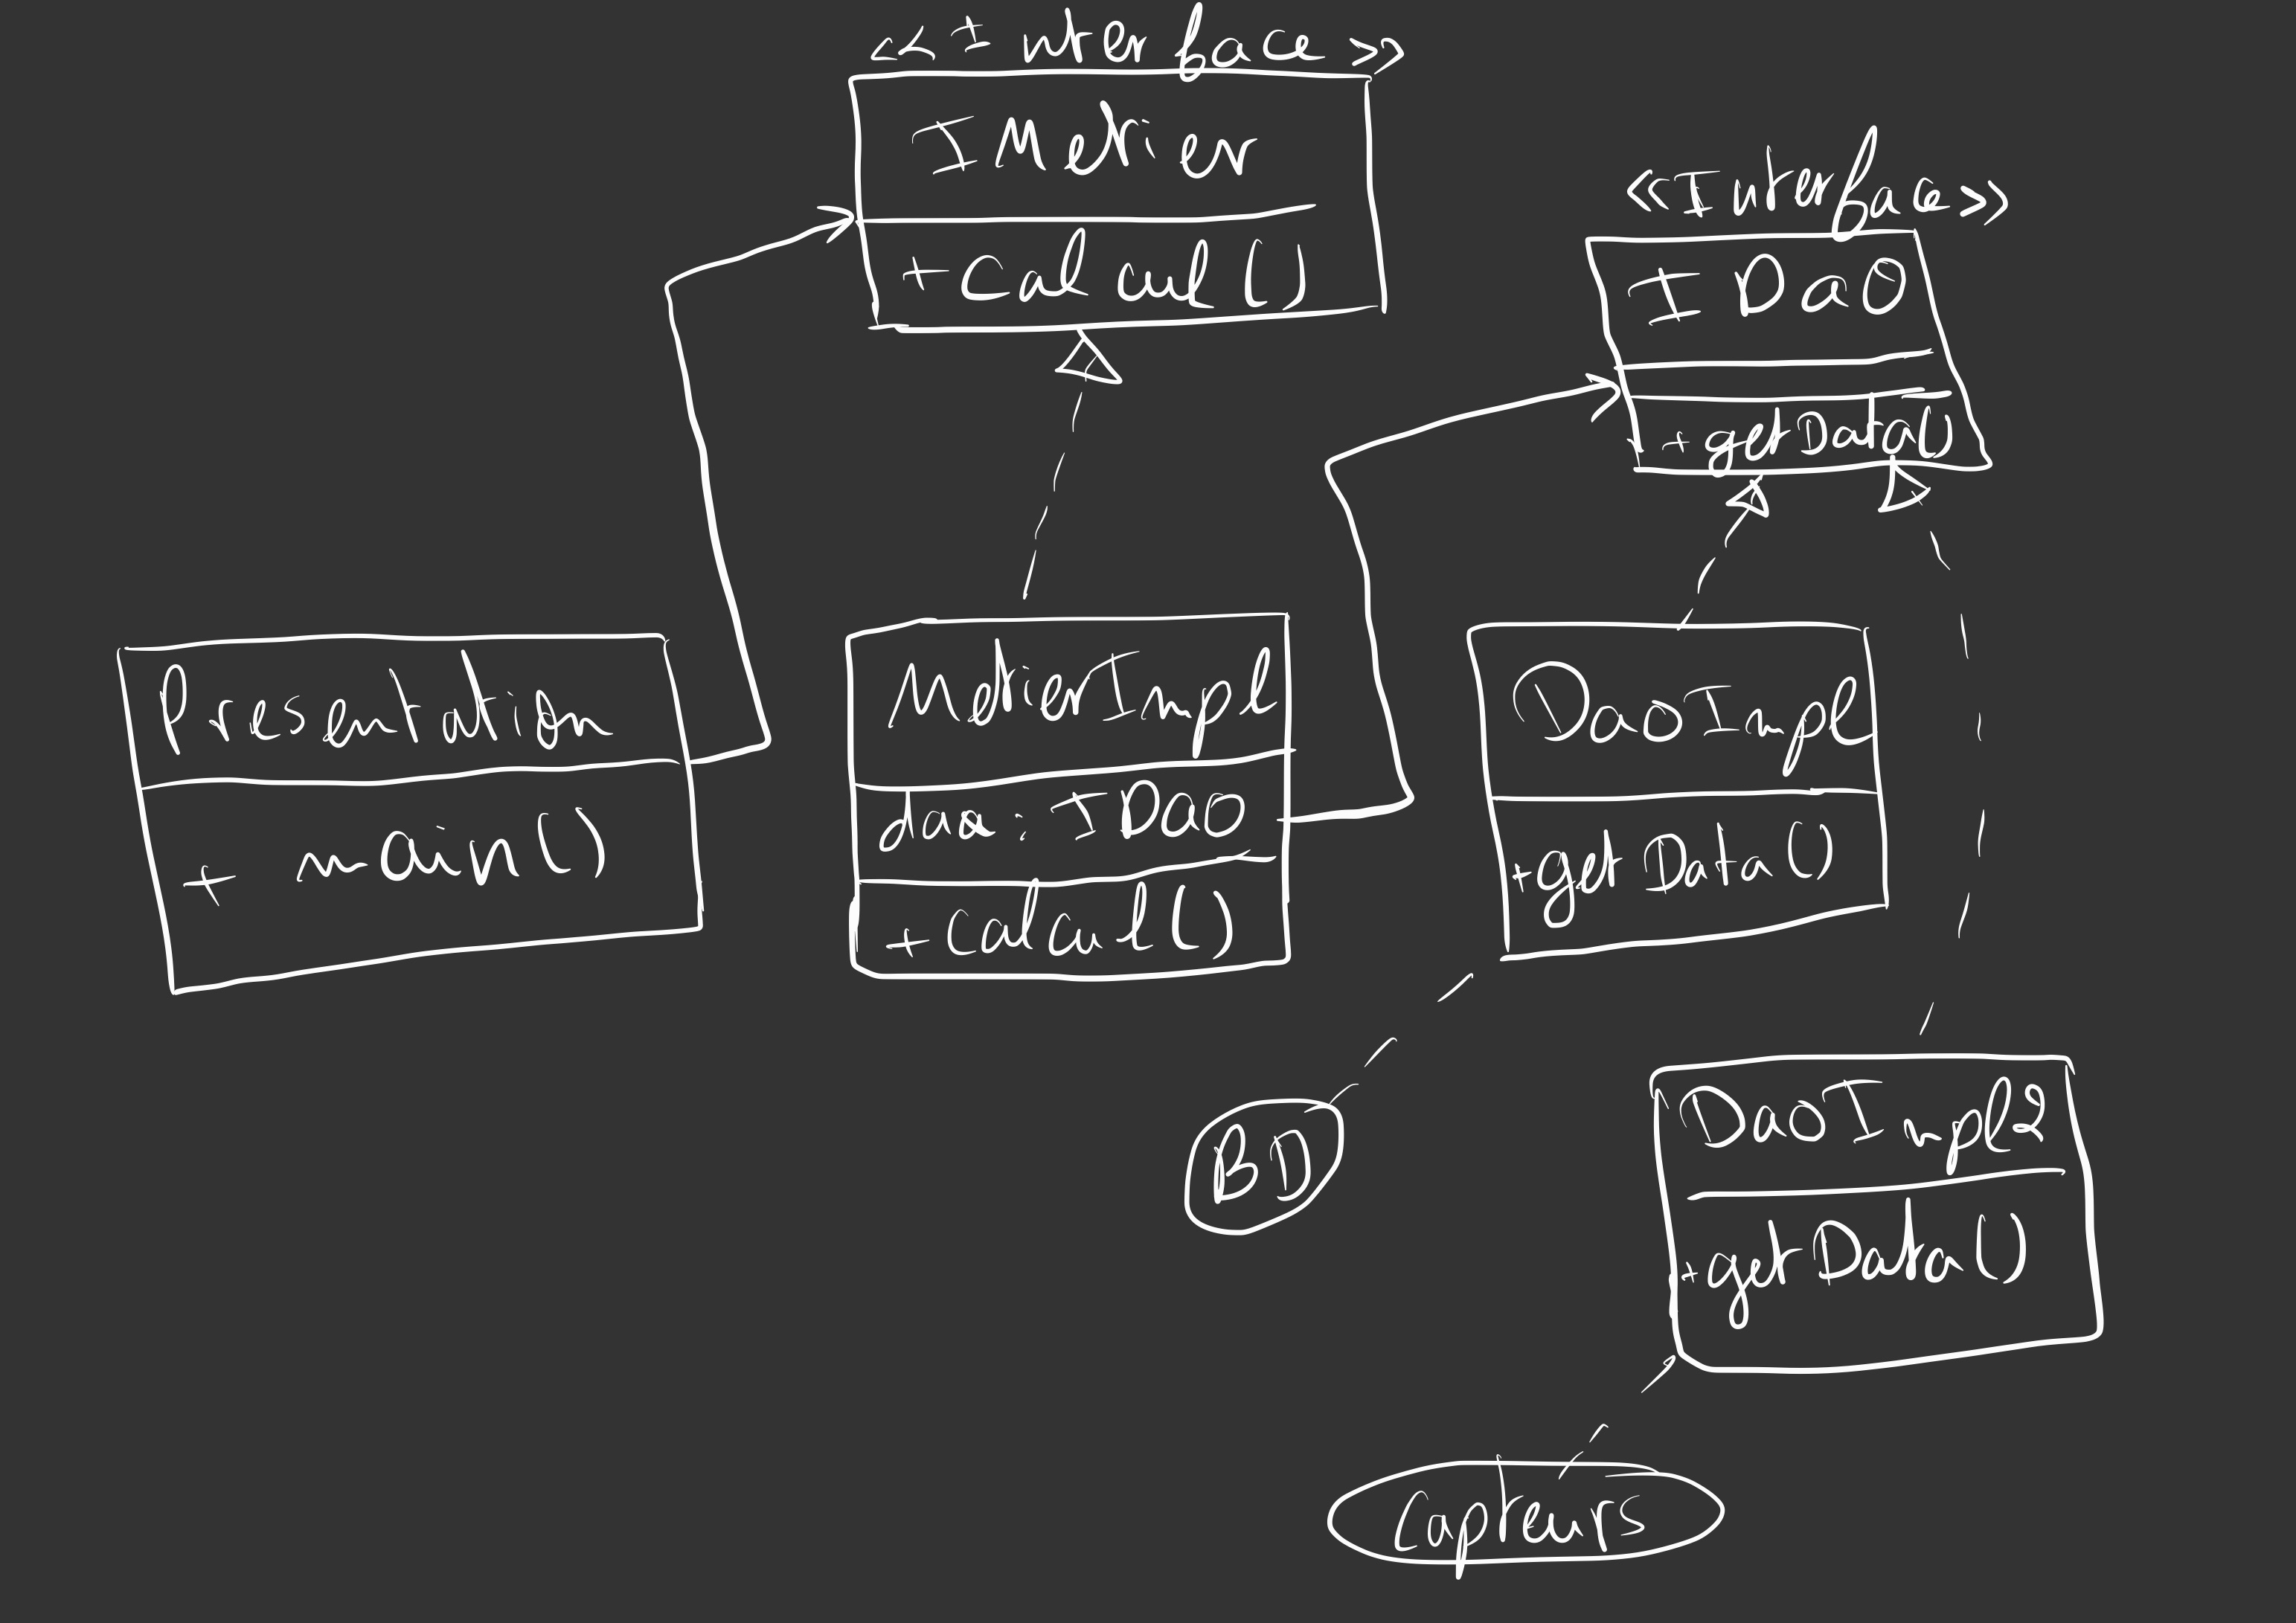 <<Interface>>
IMetier
+Calcul()
<<Interface>>
IDao
+getData()
Presentation
+ main()
MetierImpl
dao: IDao
+Calcul()
DaoImpl
+getData()
BD
DaoImpl2
+getData()
Capteurs